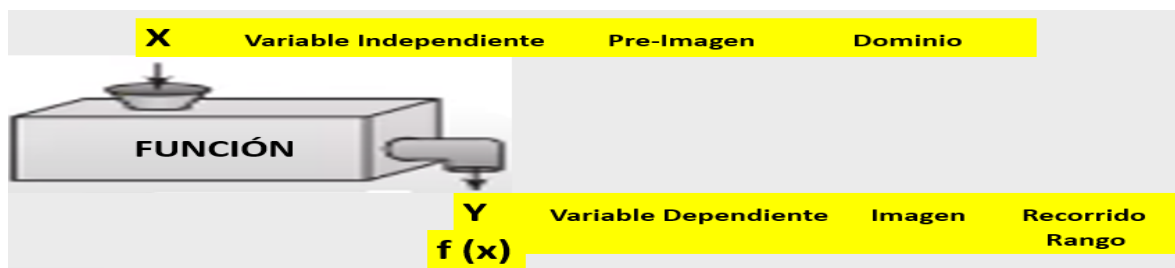 X Variable Independiente Pre-Imagen Dominio
FUNCIÓN
Y Variable Dependiente Imagen Recorrido
Rango
f (x)